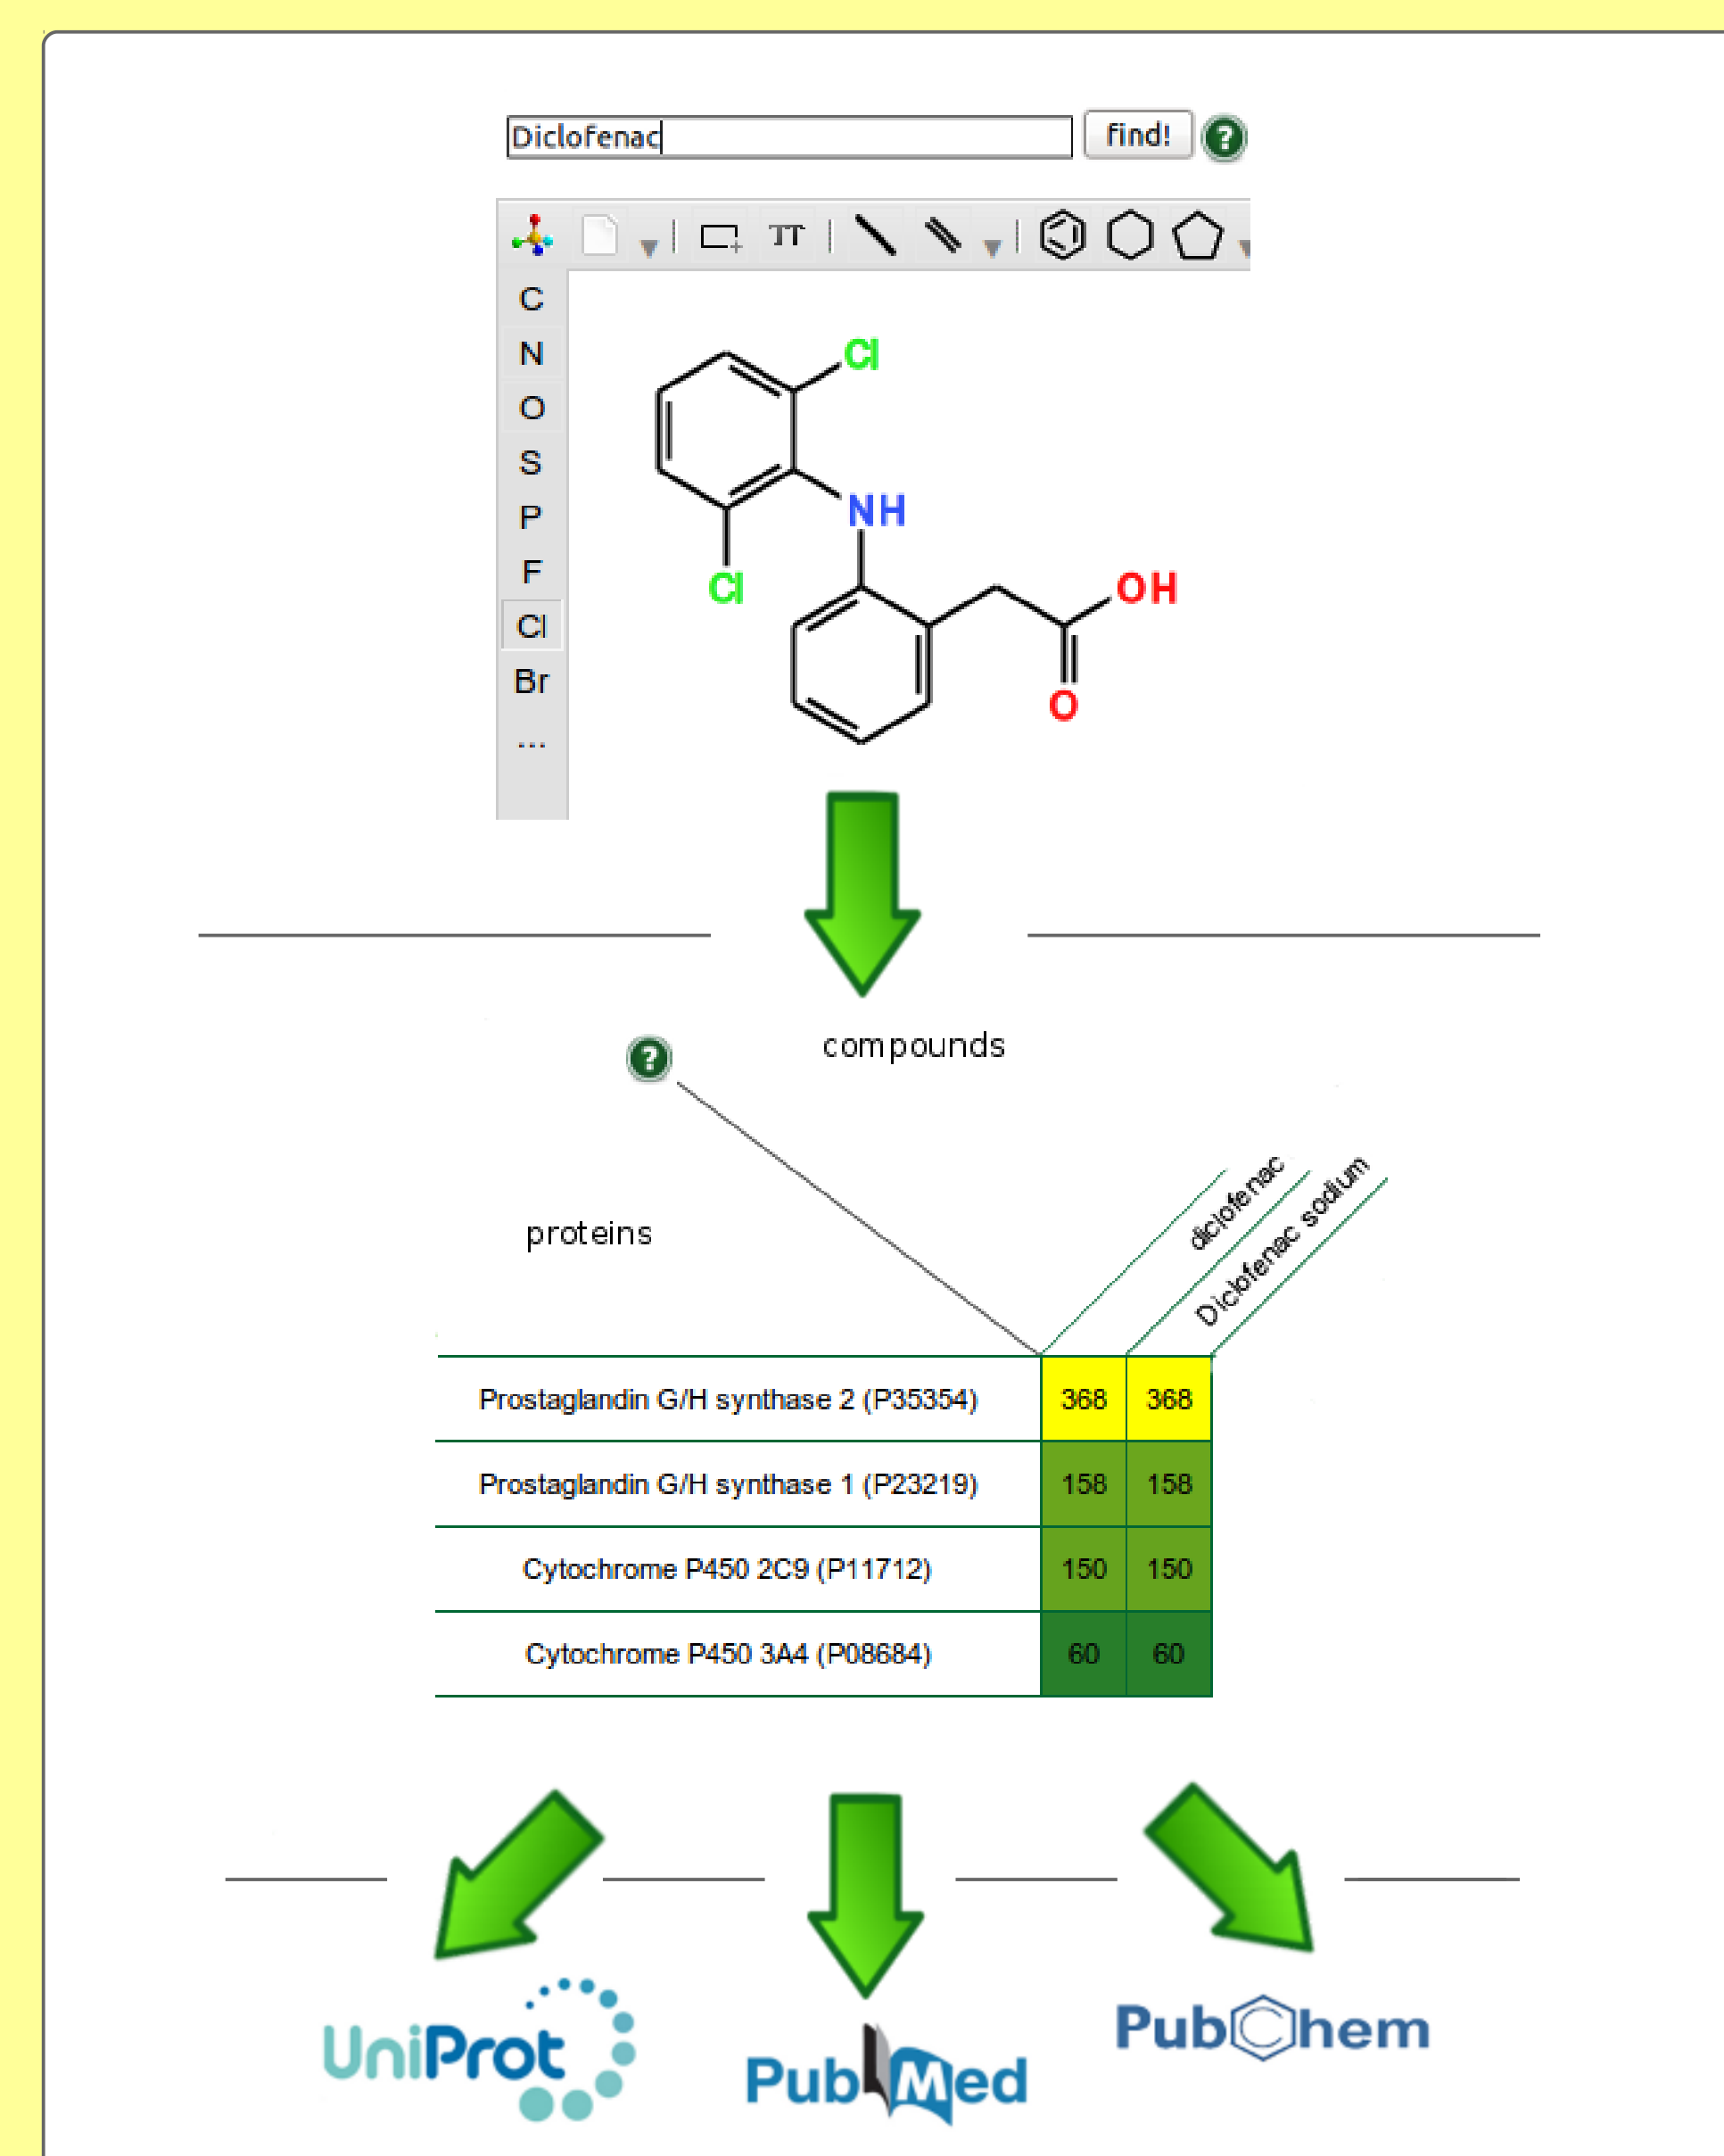 Diclofenac find! ?
TT
C
N
O
S
P
F
Cl
Br
...
Cl
NH
Cl
OH
O
? compounds
proteins
diclofenac
Diclofenac sodium
Prostaglandin G/H synthase 2 (P35354) 368 368
Prostaglandin G/H synthase 1 (P23219) 158 158
Cytochrome P450 2C9 (P11712) 150 150
Cytochrome P450 3A4 (P08684) 60 60
UniProt
PubMed
PubChem